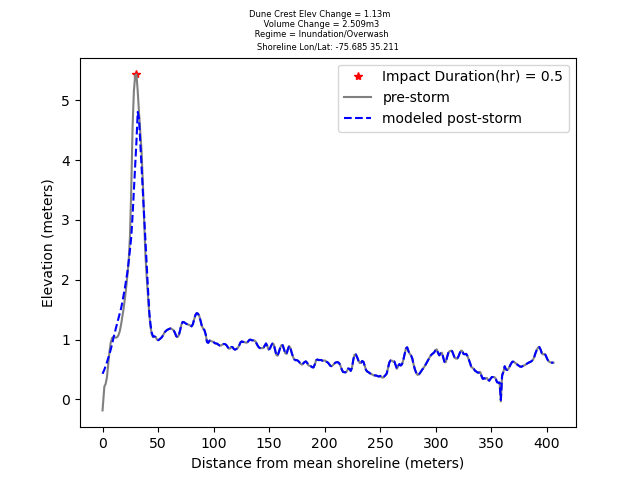 Dune Crest Elev Change = 1.13m
Volume Change = 2.509m3
Regime = Inundation/Overwash
Shoreline Lon/Lat: -75.685 35.211
Impact Duration(hr) = 0.5
pre-storm
modeled post-storm
Elevation (meters)
5
4
3
2
1
0
0 50 100 150 200 250 300 350 400
Distance from mean shoreline (meters)